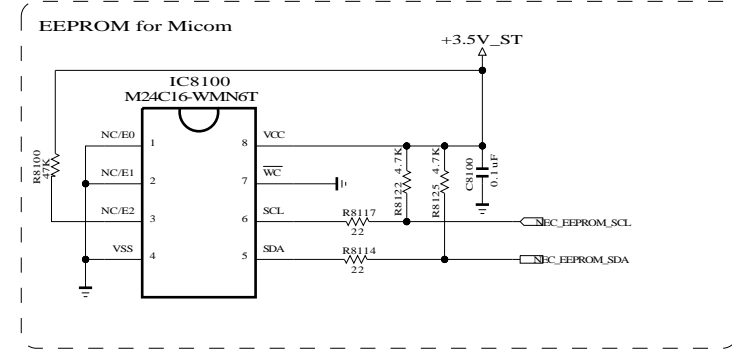 EEPROM for Micom
+3.5V_ST
IC8100
M24C16-WMN6T
NC/E0
1
8
VCC
NC/E1
2
7
WC
NC/E2
3
6
SCL
VSS
4
5
SDA
R8100
47K
R8117
22
R8114
22
R8122
4.7K
R8125
4.7K
C8100
0.1uF
NEC_EEPROM_SCL
NEC_EEPROM_SDA